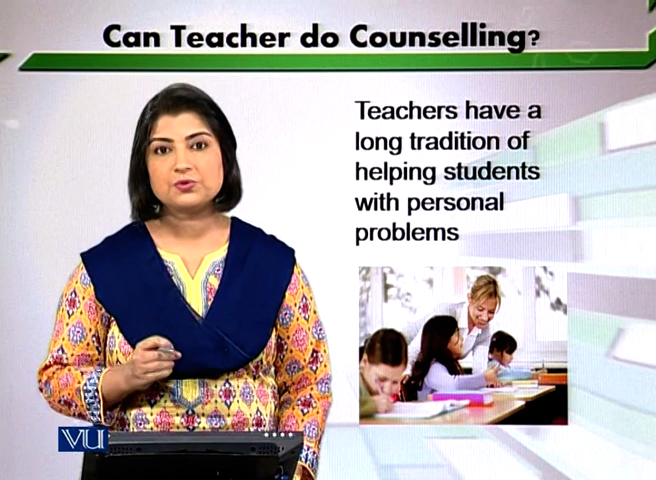 Can Teacher do Counselling?
Teachers have a
long tradition of
helping students
with personal
problems
VU